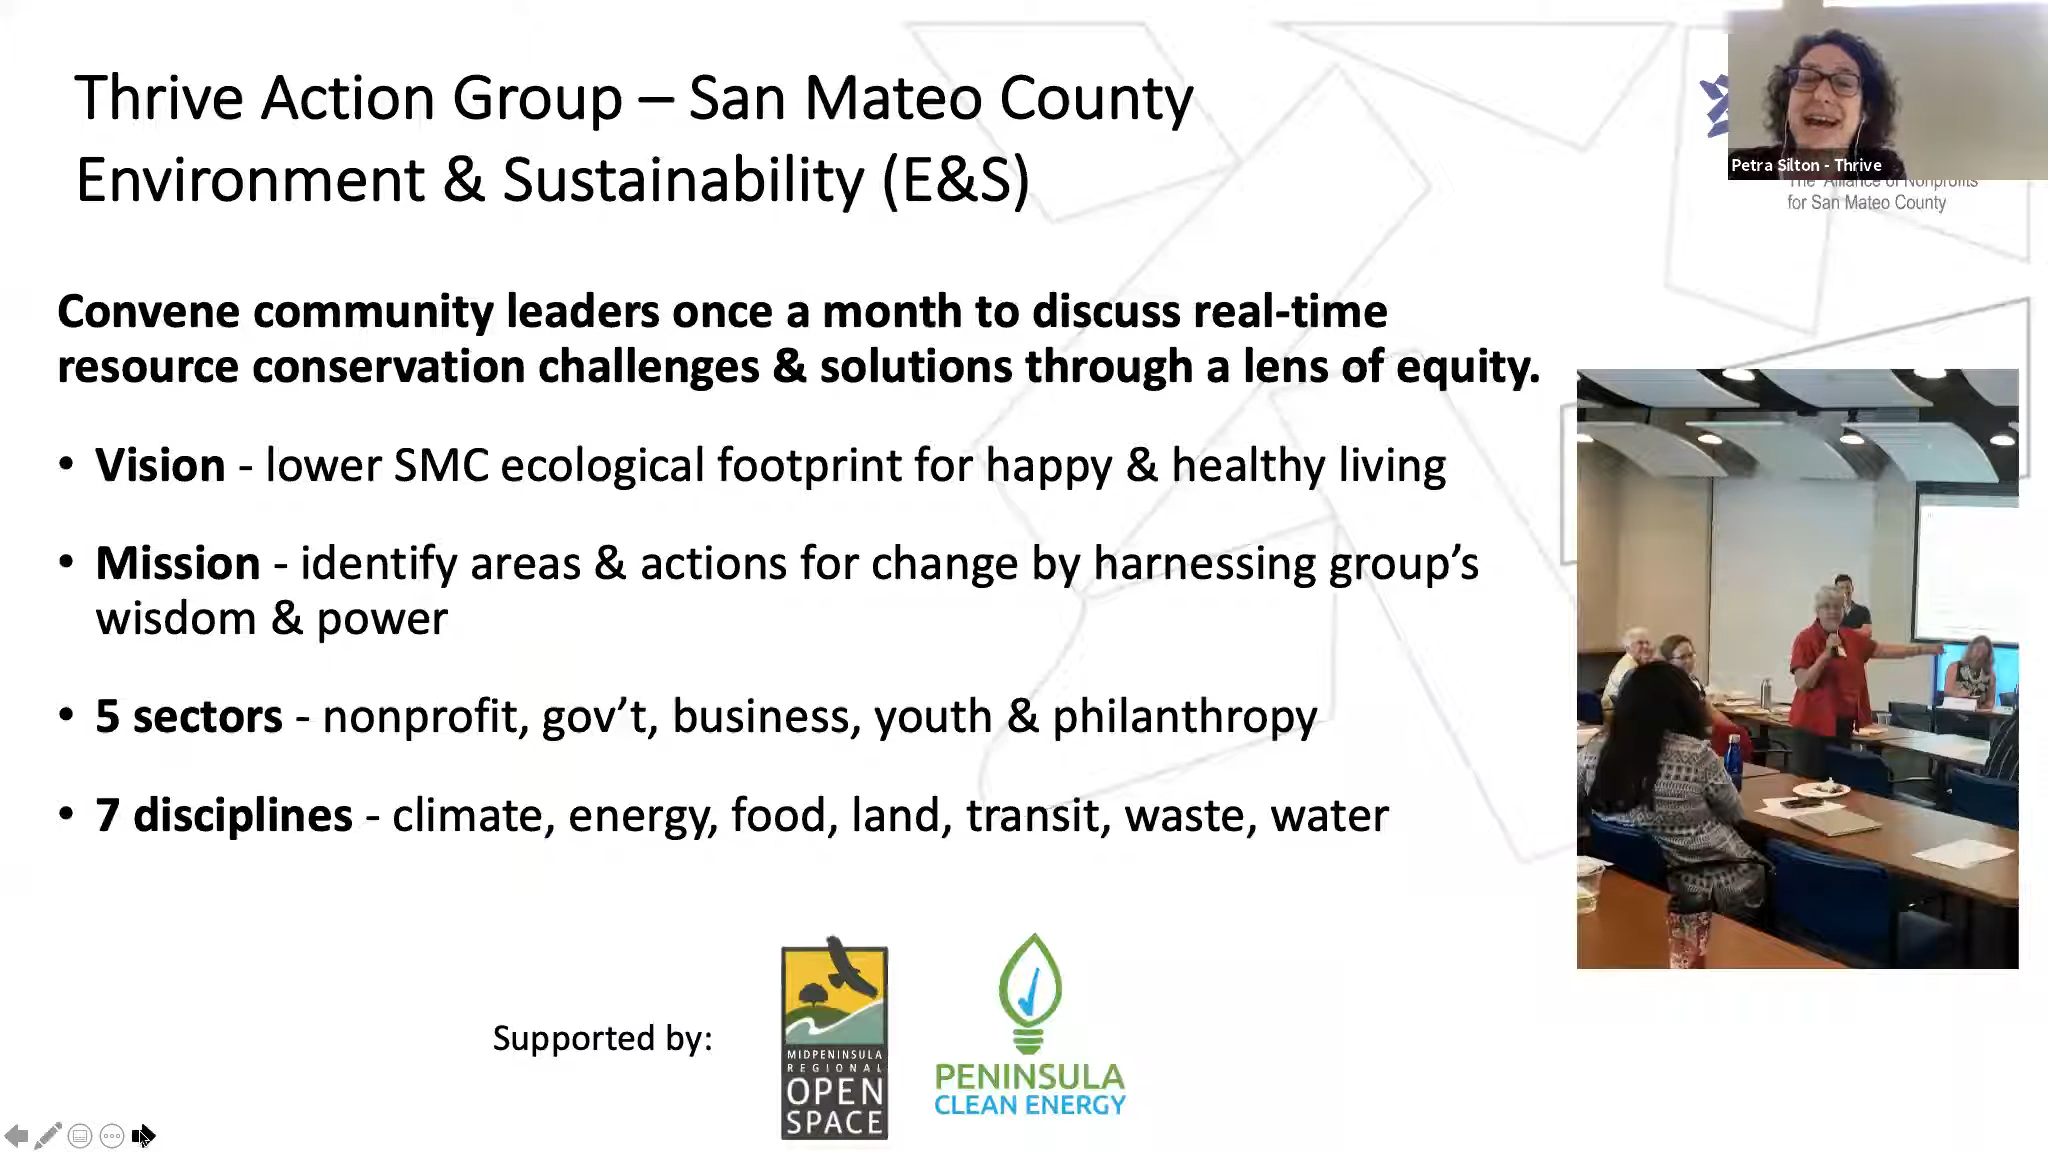 Thrive Action Group – San Mateo County
Environment & Sustainability (E&S)
Petra Silton - Thrive
The Alliance of Nonprofits
for San Mateo County
Convene community leaders once a month to discuss real-time
resource conservation challenges & solutions through a lens of equity.
• Vision - lower SMC ecological footprint for happy & healthy living
• Mission - identify areas & actions for change by harnessing group’s
wisdom & power
• 5 sectors - nonprofit, gov’t, business, youth & philanthropy
• 7 disciplines - climate, energy, food, land, transit, waste, water
Supported by:
MIDPENINSULA
REGIONAL
OPEN
SPACE
PENINSULA
CLEAN ENERGY